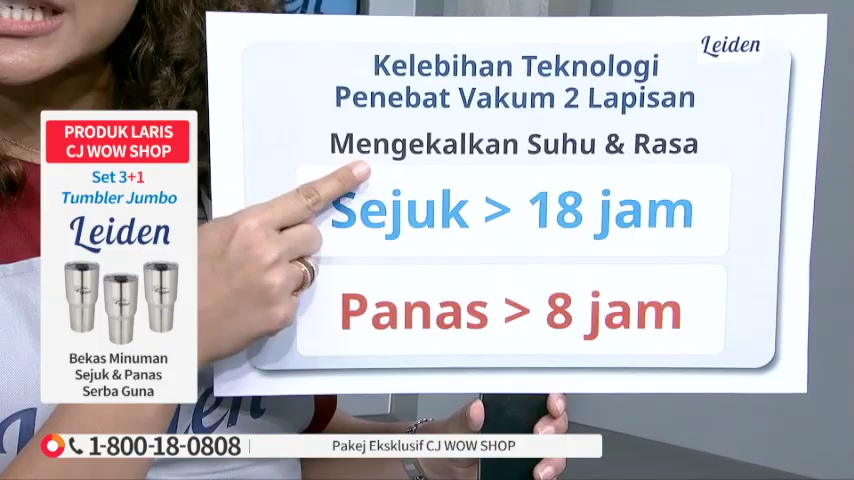 Leiden
Kelebihan Teknologi
Penebat Vakum 2 Lapisan
Mengekalkan Suhu & Rasa
Sejuk > 18 jam
Panas > 8 jam
PRODUK LARIS
CJ WOW SHOP
Set 3+1
Tumbler Jumbo
Leiden
Bekas Minuman
Sejuk & Panas
Serba Guna
1-800-18-0808
Pakej Eksklusif CJ WOW SHOP